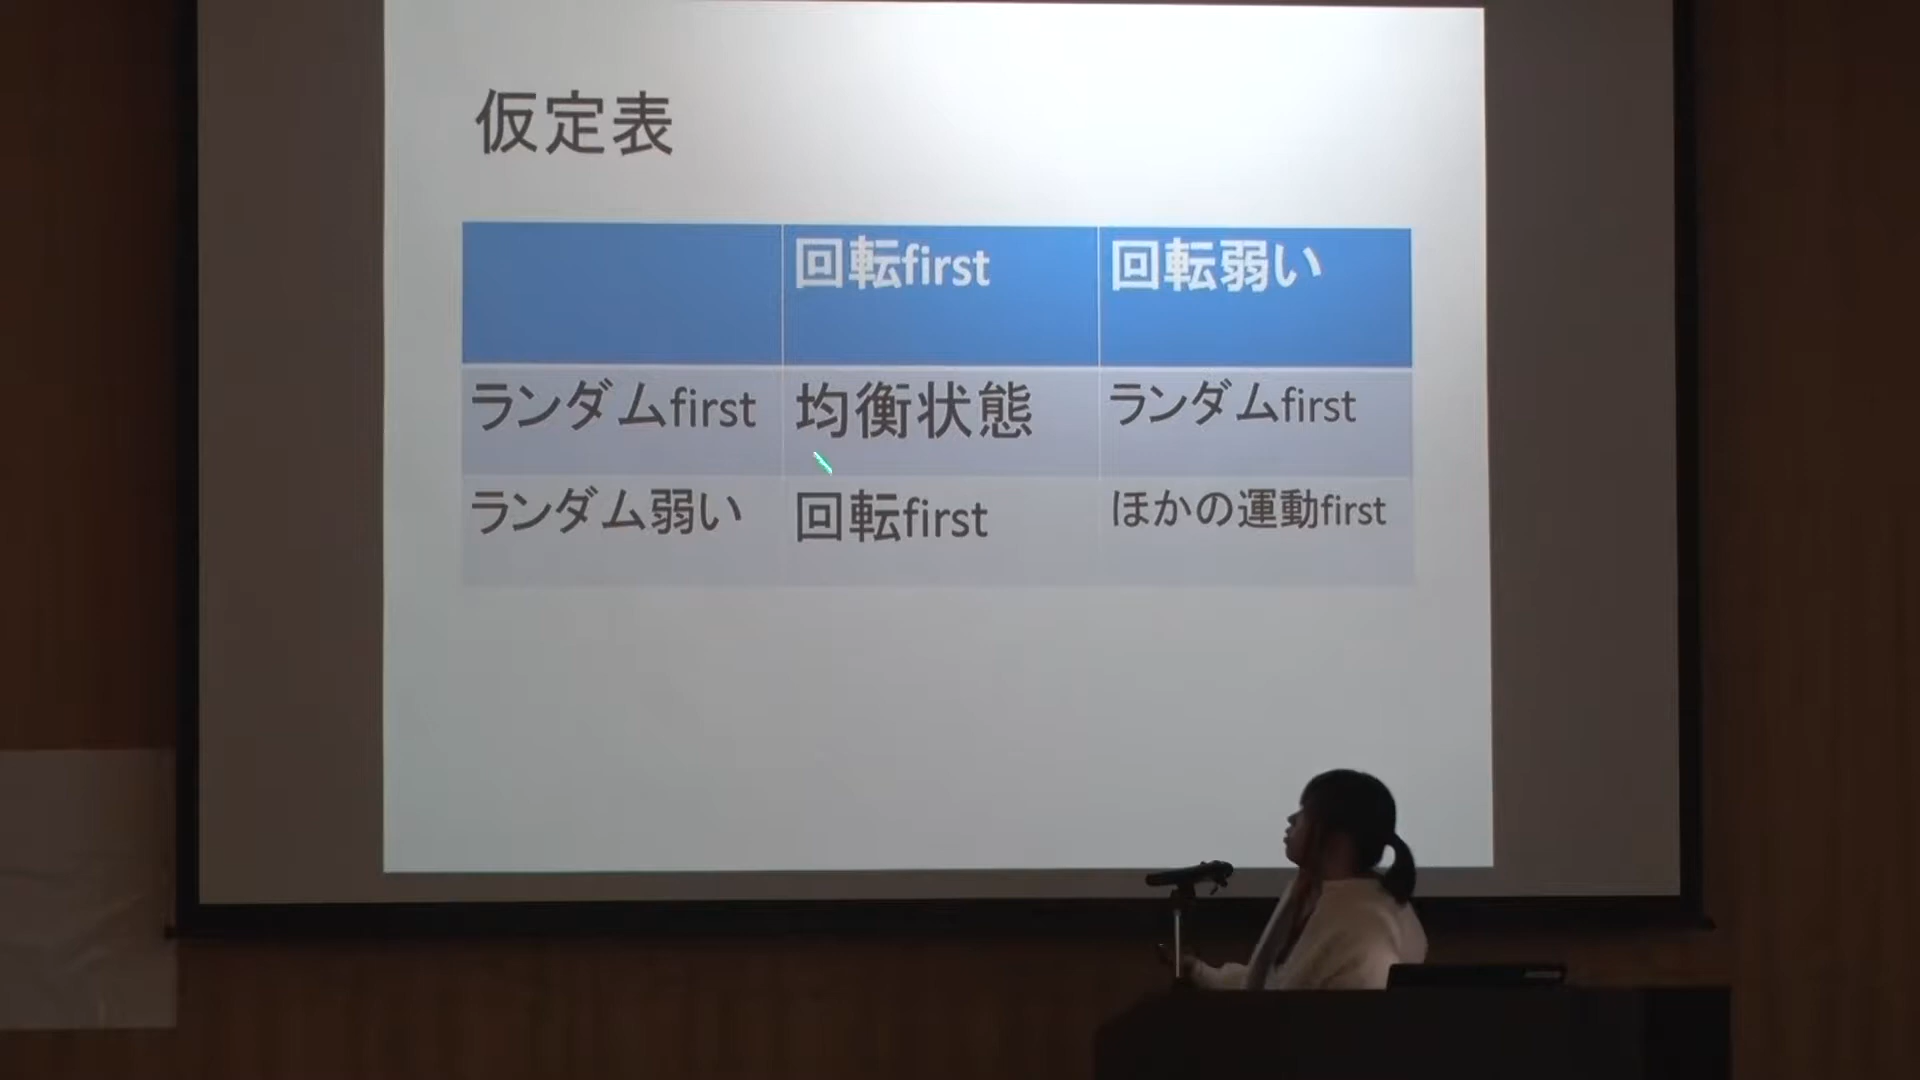 仮定表
回転first 回転弱い
ランダムfirst 均衡状態 ランダムfirst
ランダム弱い 回転first ほかの運動first